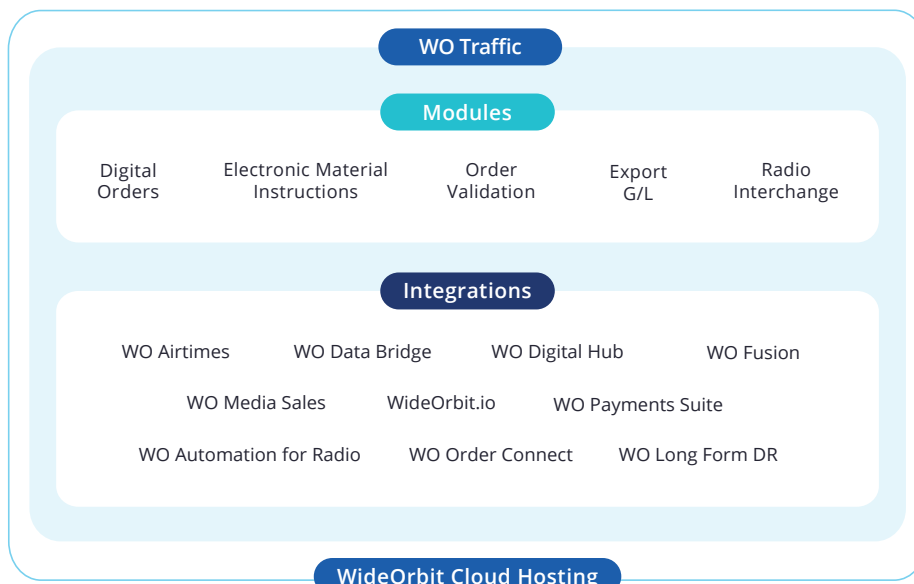 WO Traffic
Modules
Digital
Orders
Electronic Material
Instructions
Order
Validation
Export
G/L
Radio
Interchange
Integrations
WO Airtimes
WO Data Bridge
WO Digital Hub
WO Fusion
WO Media Sales
WideOrbit.io
WO Payments Suite
WO Automation for Radio
WO Order Connect
WO Long Form DR
WideOrbit Cloud Hosting